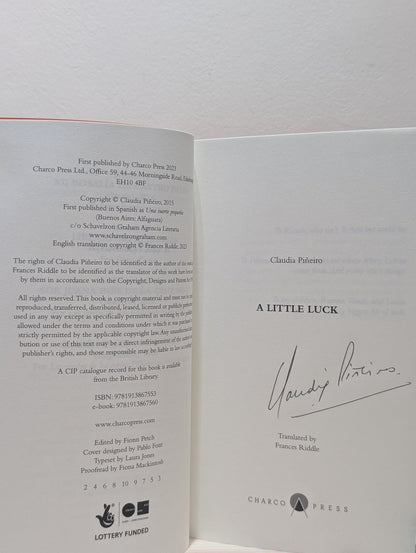 First published by Charco Press 2023
Charco Press Ltd., Office 59, 44-46 Morningside Road, Edinburgh
EH10 4BF
Copyright © Claudia Piñeiro, 2015
First published in Spanish as Una suerte pequeña
(Buenos Aires: Alfaguara)
c/o Schavelzon Graham Agencia Literaria
www.schavelzongraham.com
English translation copyright © Frances Riddle 2023
The rights of Claudia Piñeiro to be identified as the author of
Frances Riddle to be identified as the translator of this work have
by them in accordance with the Copyright, Designs and Patents
All rights reserved. This book is copyright material and must not be
reproduced, transferred, distributed, leased, licensed or publicly
used in any way except as specifically permitted in writing by the
allowed under the terms and conditions under which it was
strictly permitted by the applicable copyright law. Any unauthorised
bution or use of this text may be a direct infringement of the
publisher's rights, and those responsible may be liable in law
A CIP catalogue record for this book is available
from the British Library
ISBN: 9781913867553
e-book: 9781913867560
www.charcopress.com
Edited by Fionn Petch
Cover designed by Pablo Font
Typeset by Laura Jones
Proofread by Fiona Mackintosh
2 4 6 8 10 9 7 5 3
LOTTERY FUNDED
Claudia Piñeiro
A LITTLE LUCK
Claudia Piñeiro
Translated by
Frances Riddle
CHARCO PRESS